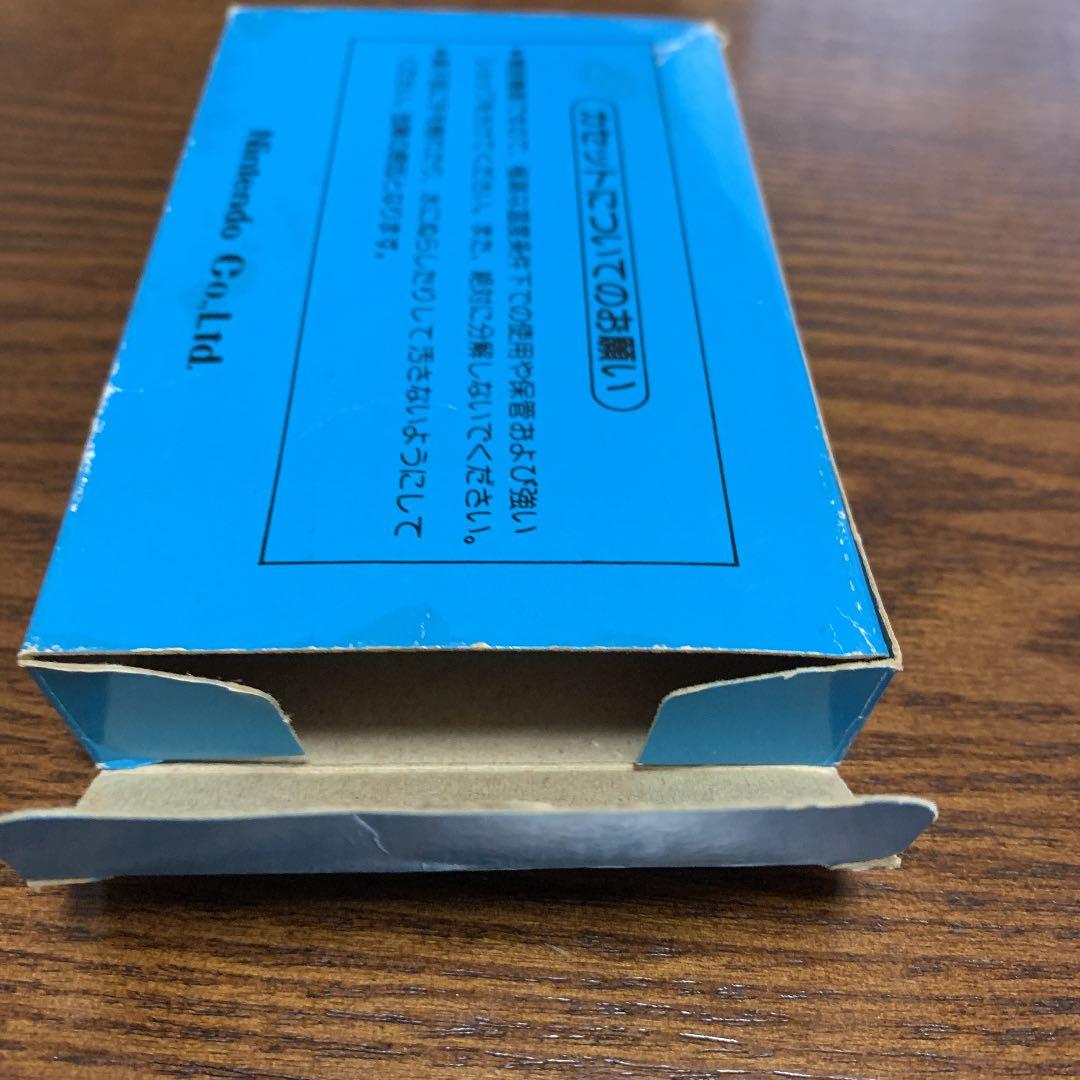 カセットについてのお願い
●精密機器ですので、極端な温度条件下での使用や保管および強い
ショックをさけてください。また、絶対に分解しないでください。
●端子部に手を触れたり、水にぬらしたりして汚さないようにして
ください。故障の原因となります。
Nintendo Co.,Ltd.